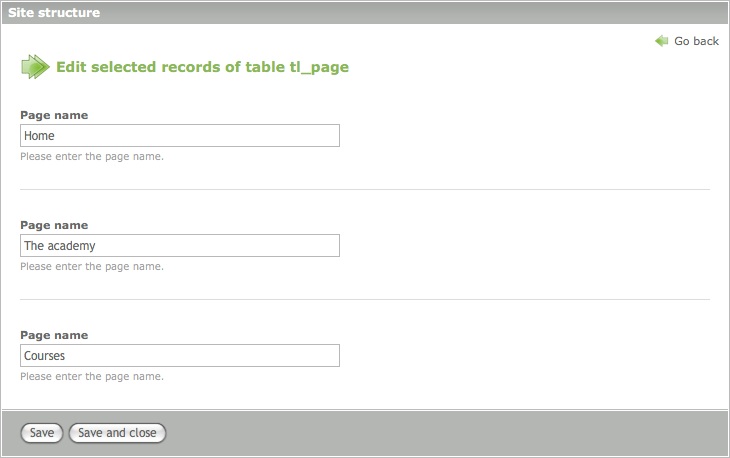 Site structure
Go back
Edit selected records of table tl_page
Page name
Home
Please enter the page name.
Page name
The academy
Please enter the page name.
Page name
Courses
Please enter the page name.
Save Save and close